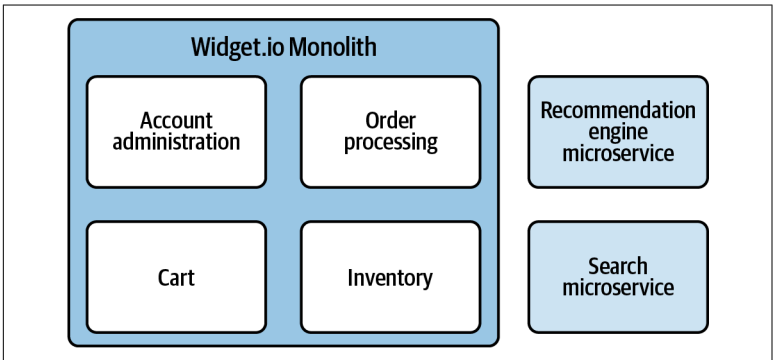 Widget.io Monolith
Account
administration
Order
processing
Recommendation
engine
microservice
Cart
Inventory
Search
microservice